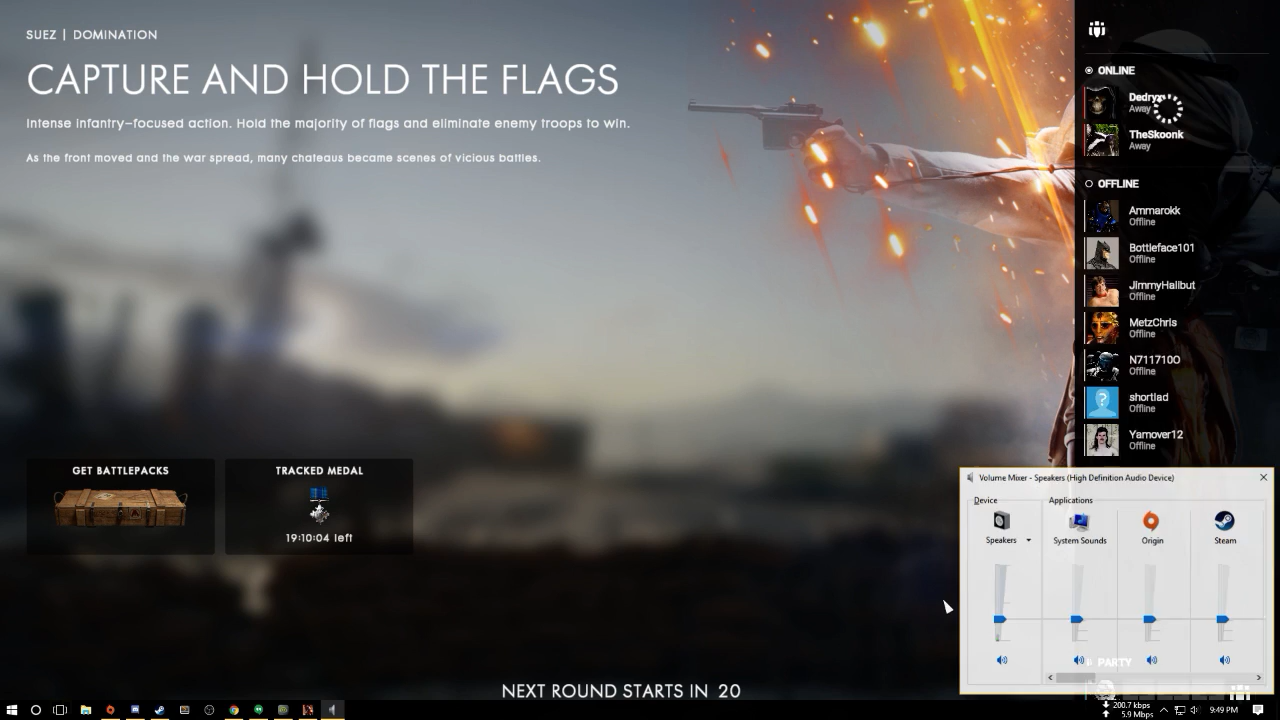 SUEZ | DOMINATION
CAPTURE AND HOLD THE FLAGS
Intense infantry-focused action. Hold the majority of flags and eliminate enemy troops to win.
As the front moved and the war spread, many chateaus became scenes of vicious battles.
GET BATTLEPACKS
TRACKED MEDAL
19:10:04 left
NEXT ROUND STARTS IN 20
ONLINE
Dedryx
Away
TheSkoonk
Away
OFFLINE
Ammarokk
Offline
Bottleface101
Offline
JimmyHalibut
Offline
MetzChris
Offline
N711710O
Offline
shortlad
Offline
Yamover12
Offline
Volume Mixer - Speakers (High Definition Audio Device)
Device
Applications
Speakers
System Sounds
Origin
Steam
PARTY
200.7 kbps
5.9 Mbps
9:49 PM